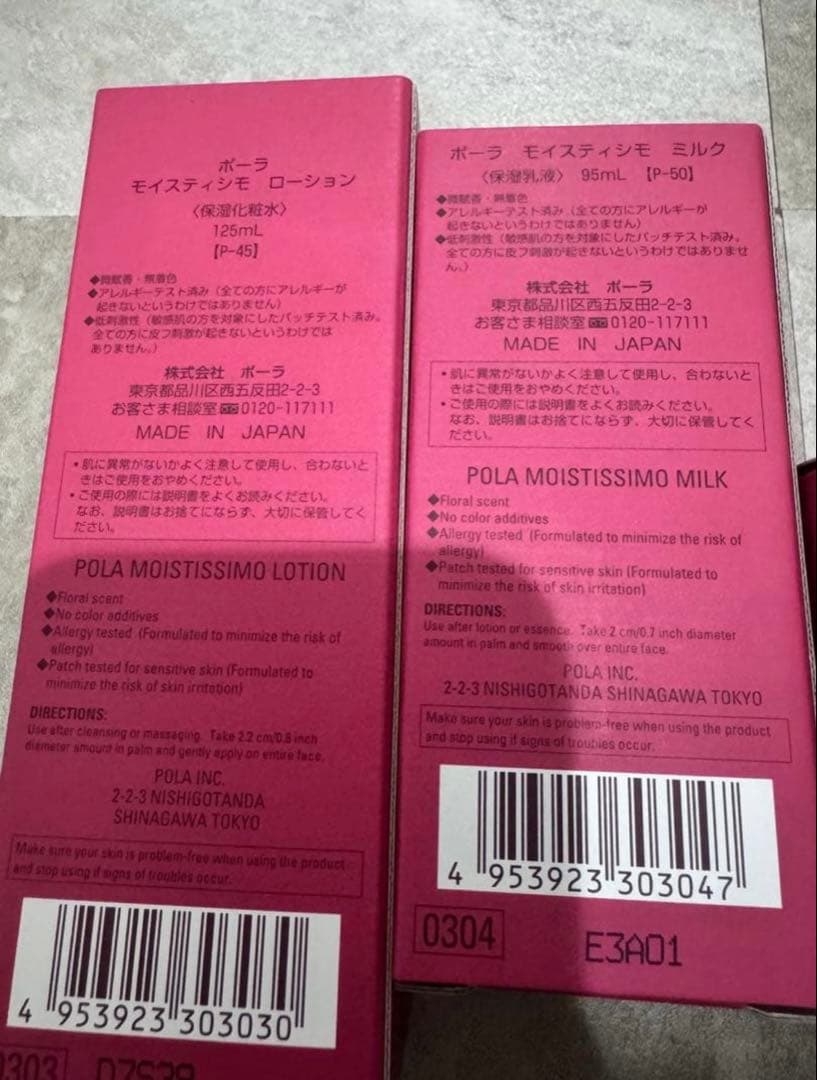 ポーラ
モイスティシモ ローション
〈保湿化粧水〉
125mL
【P-45】
◆微賦香・無着色
◆アレルギーテスト済み（全ての方にアレルギーが
起きないというわけではありません）
◆低刺激性（敏感肌の方を対象にしたパッチテスト済み。
全ての方に皮フ刺激が起きないというわけでは
ありません。）
株式会社 ポーラ
東京都品川区西五反田2-2-3
お客さま相談室 0120-117111
MADE IN JAPAN
・肌に異常がないかよく注意して使用し、合わないと
きはご使用をおやめください。
・ご使用の際には説明書をよくお読みください。
なお、説明書はお捨てにならず、大切に保管してく
ださい。
POLA MOISTISSIMO LOTION
◆Floral scent
◆No color additives
◆Allergy tested (Formulated to minimize the risk of
allergy)
◆Patch tested for sensitive skin (Formulated to
minimize the risk of skin irritation)
DIRECTIONS:
Use after cleansing or massaging. Take 2.2 cm/0.8 inch
diameter amount in palm and gently apply on entire face.
POLA INC.
2-2-3 NISHIGOTANDA
SHINAGAWA TOKYO
Make sure your skin is problem-free when using the product
and stop using if signs of troubles occur.
4 953923 303030
0303
ポーラ モイスティシモ ミルク
〈保湿乳液〉 95mL 【P-50】
◆微賦香・無着色
◆アレルギーテスト済み（全ての方にアレルギーが
起きないというわけではありません）
◆低刺激性（敏感肌の方を対象にしたパッチテスト済み。
全ての方に皮フ刺激が起きないというわけではありませ
ん。）
株式会社 ポーラ
東京都品川区西五反田2-2-3
お客さま相談室 0120-117111
MADE IN JAPAN
・肌に異常がないかよく注意して使用し、合わないと
きはご使用をおやめください。
・ご使用の際には説明書をよくお読みください。
なお、説明書はお捨てにならず、大切に保管してく
ださい。
POLA MOISTISSIMO MILK
◆Floral scent
◆No color additives
◆Allergy tested (Formulated to minimize the risk of
allergy)
◆Patch tested for sensitive skin (Formulated to
minimize the risk of skin irritation)
DIRECTIONS:
Use after lotion or essence. Take 2 cm/0.7 inch diameter
amount in palm and smooth over entire face.
POLA INC.
2-2-3 NISHIGOTANDA SHINAGAWA TOKYO
Make sure your skin is problem-free when using the product
and stop using if signs of troubles occur.
4 953923 303047
0304
E3A01